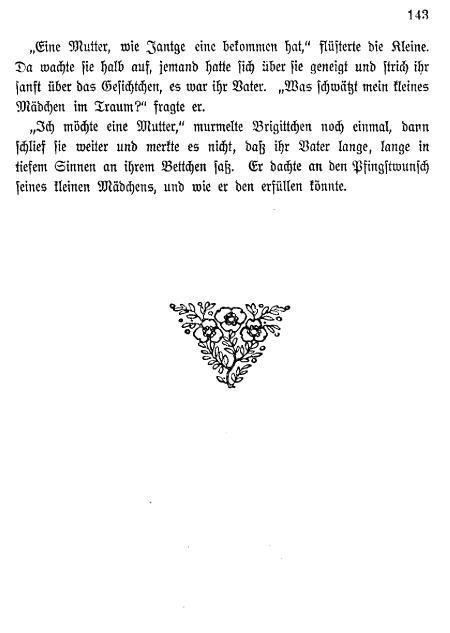 143
„Eine Mutter, wie Jantge eine bekommen hat,“ flüsterte die Kleine.
Da wachte sie halb auf, jemand hatte sich über sie geneigt und strich ihr
sanft über das Gesichtchen, es war ihr Vater. „Was schwätzt mein kleines
Mädchen im Traum?“ fragte er.
„Ich möchte eine Mutter,“ murmelte Brigittchen noch einmal, dann
schlief sie weiter und merkte es nicht, daß ihr Vater lange, lange in
tiefem Sinnen an ihrem Bettchen saß. Er dachte an den Pfingstwunsch
seines kleinen Mädchens, und wie er den erfüllen könnte.